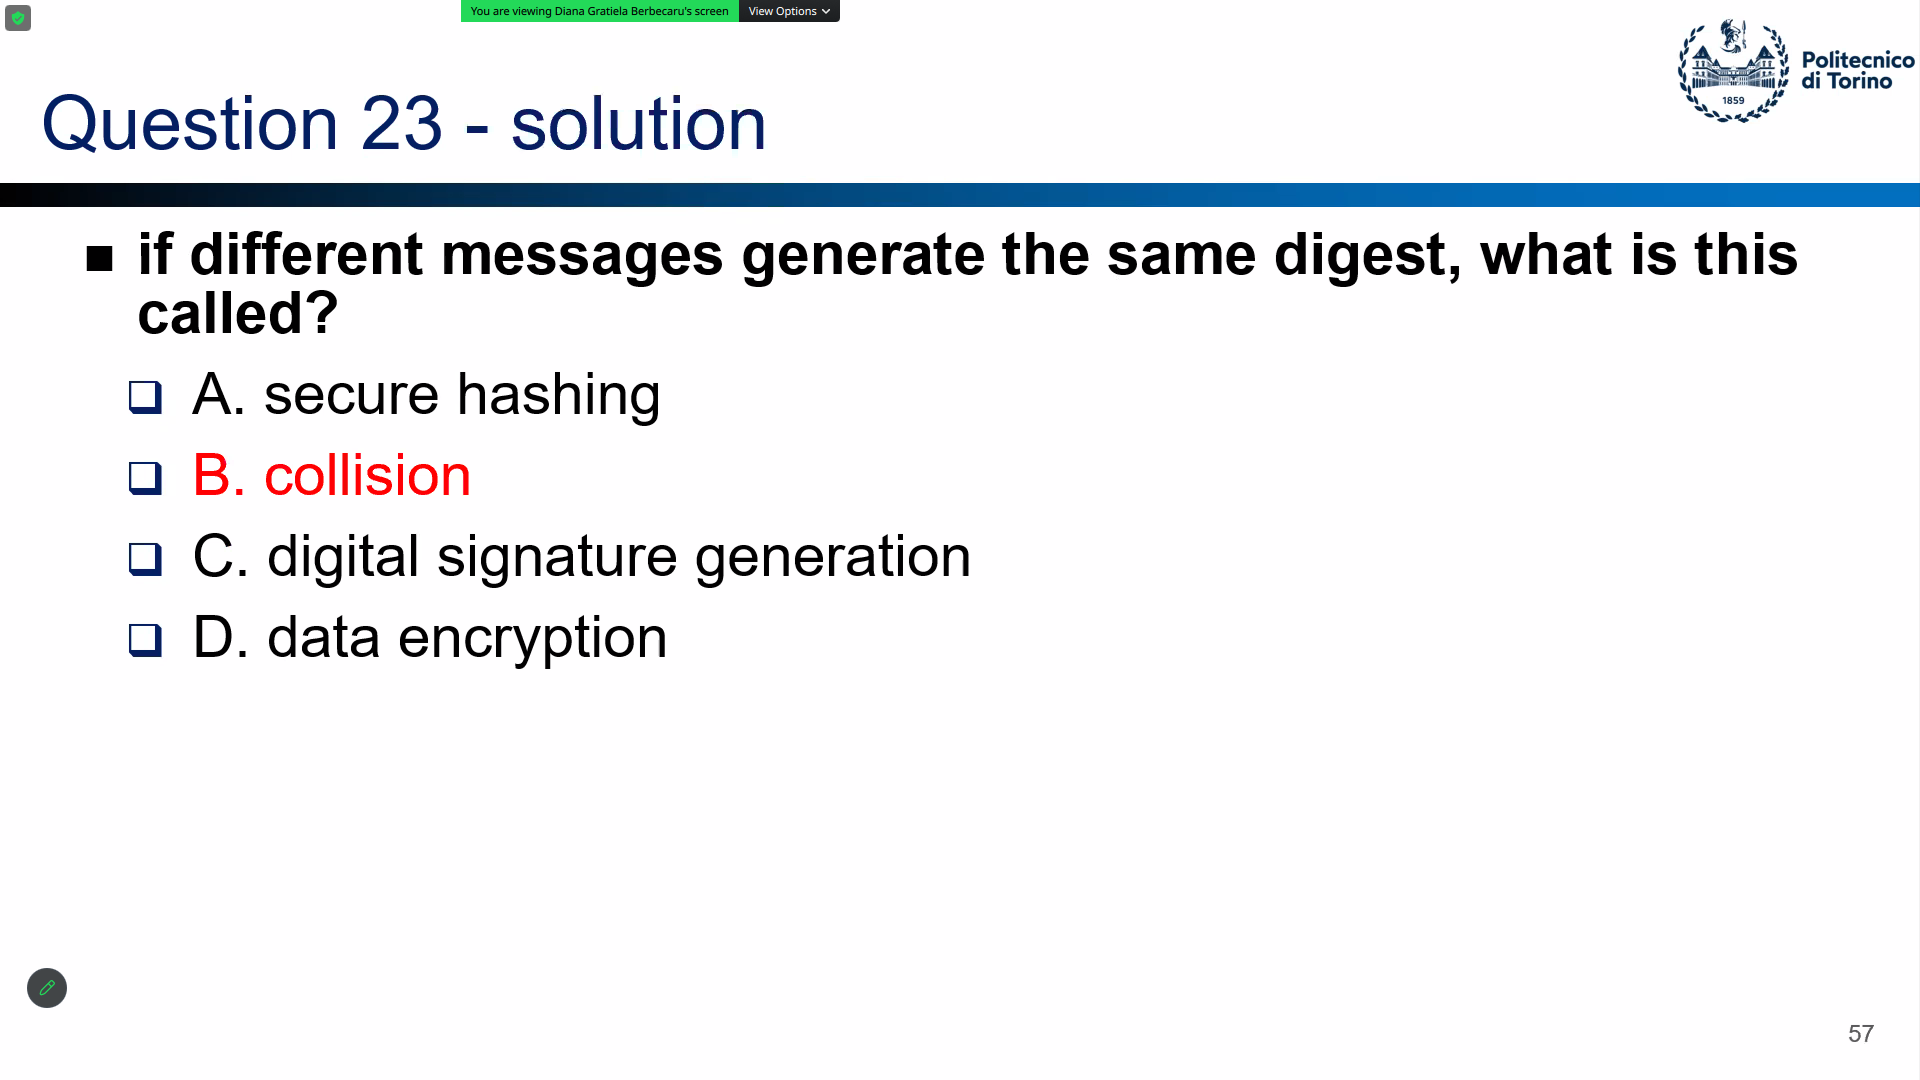 You are viewing Diana Gratiela Berbecaru's screen View Options
Politecnico
di Torino
1859
Question 23 - solution
■ if different messages generate the same digest, what is this
called?
❑ A. secure hashing
❑ B. collision
❑ C. digital signature generation
❑ D. data encryption
57